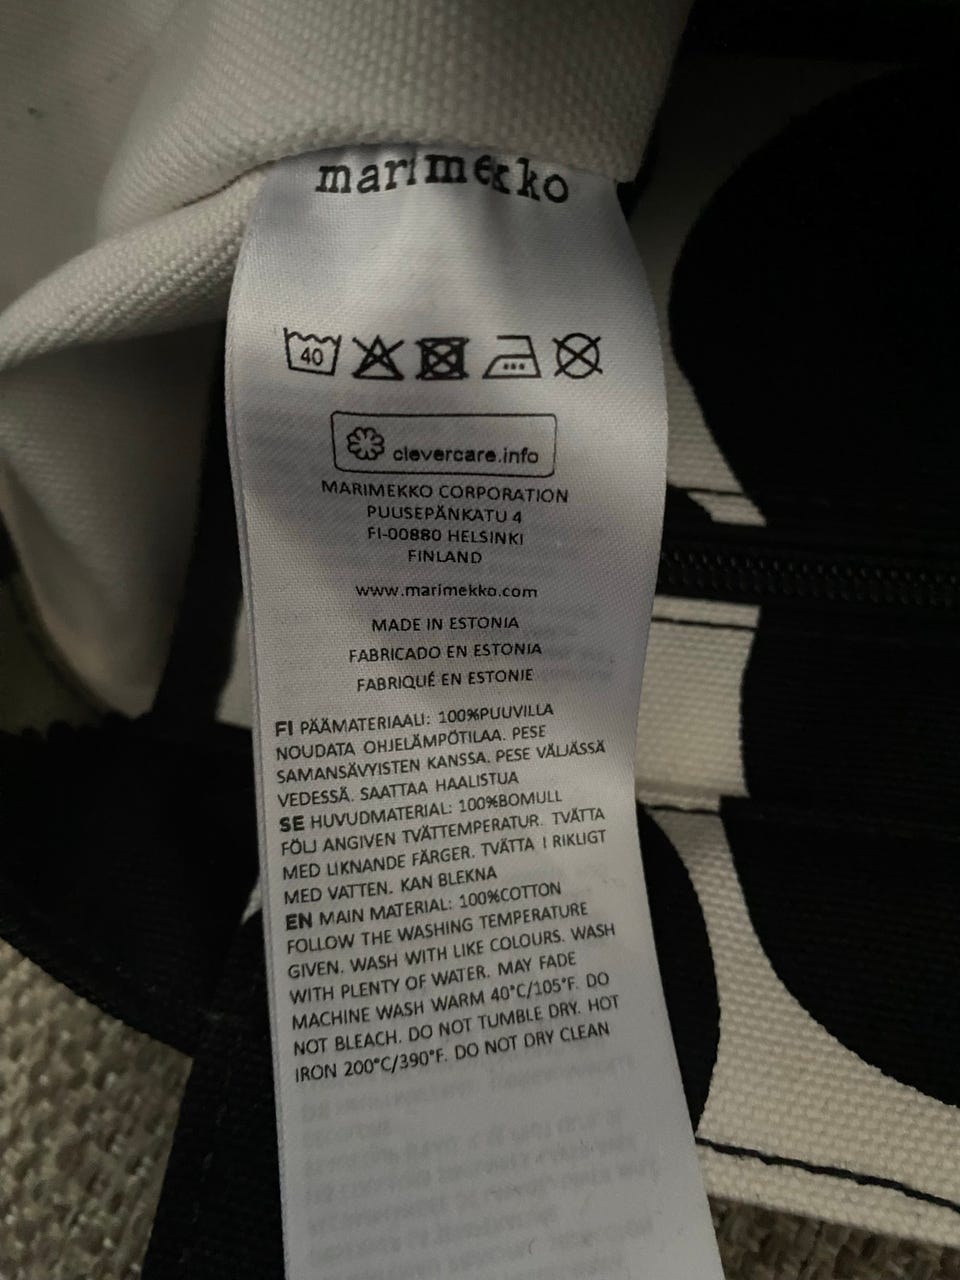 marimekko
40
clevercare.info
MARIMEKKO CORPORATION
PUUSEPÄNKATU 4
FI-00880 HELSINKI
FINLAND
www.marimekko.com
MADE IN ESTONIA
FABRICADO EN ESTONIA
FABRIQUÉ EN ESTONIE
FI PÄÄMATERIAALI: 100%PUUVILLA
NOUDATA OHJELÄMPÖTILAA. PESE
SAMANSÄVYISTEN KANSSA. PESE VÄLJÄSSÄ
VEDESSÄ. SAATTAA HAALISTUA
SE HUVUDMATERIAL: 100%BOMULL
FÖLJ ANGIVEN TVÄTTEMPERATUR. TVÄTTA
MED LIKNANDE FÄRGER. TVÄTTA I RIKLIGT
MED VATTEN. KAN BLEKNA
EN MAIN MATERIAL: 100%COTTON
FOLLOW THE WASHING TEMPERATURE
GIVEN. WASH WITH LIKE COLOURS. WASH
WITH PLENTY OF WATER. MAY FADE
MACHINE WASH WARM 40°C/105°F. DO
NOT BLEACH. DO NOT TUMBLE DRY. HOT
IRON 200°C/390°F. DO NOT DRY CLEAN